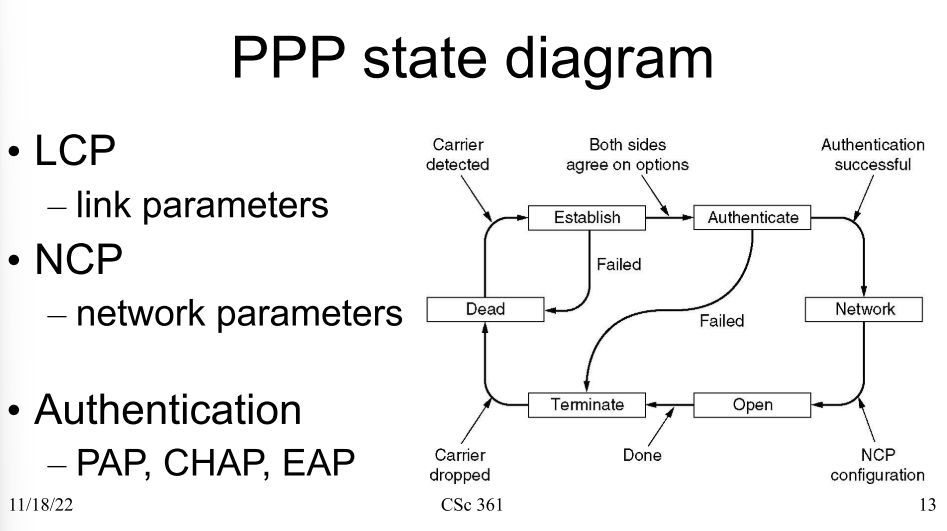 PPP state diagram
• LCP
– link parameters
• NCP
– network parameters
• Authentication
– PAP, CHAP, EAP
Carrier
detected
Both sides
agree on options
Authentication
successful
Establish
Authenticate
Failed
Dead
Failed
Network
Terminate
Open
Carrier
dropped
Done
NCP
configuration
11/18/22
CSc 361
13